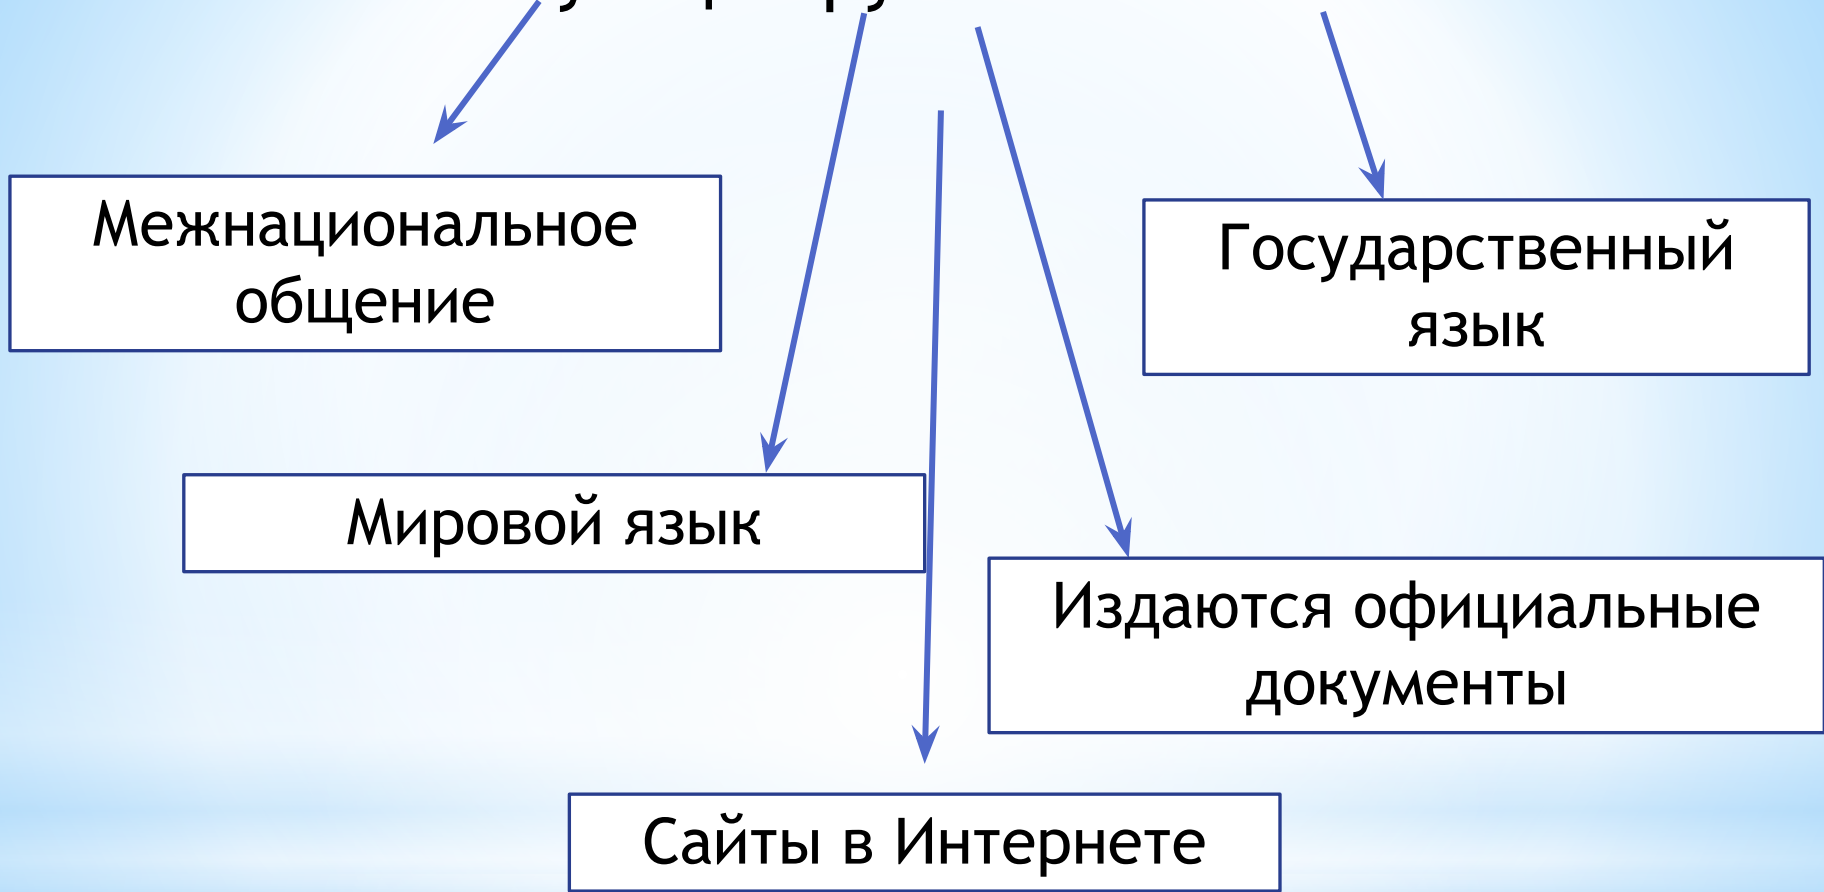 Межнациональное
общение
Государственный
язык
Мировой язык
Издаются официальные
документы
Сайты в Интернете